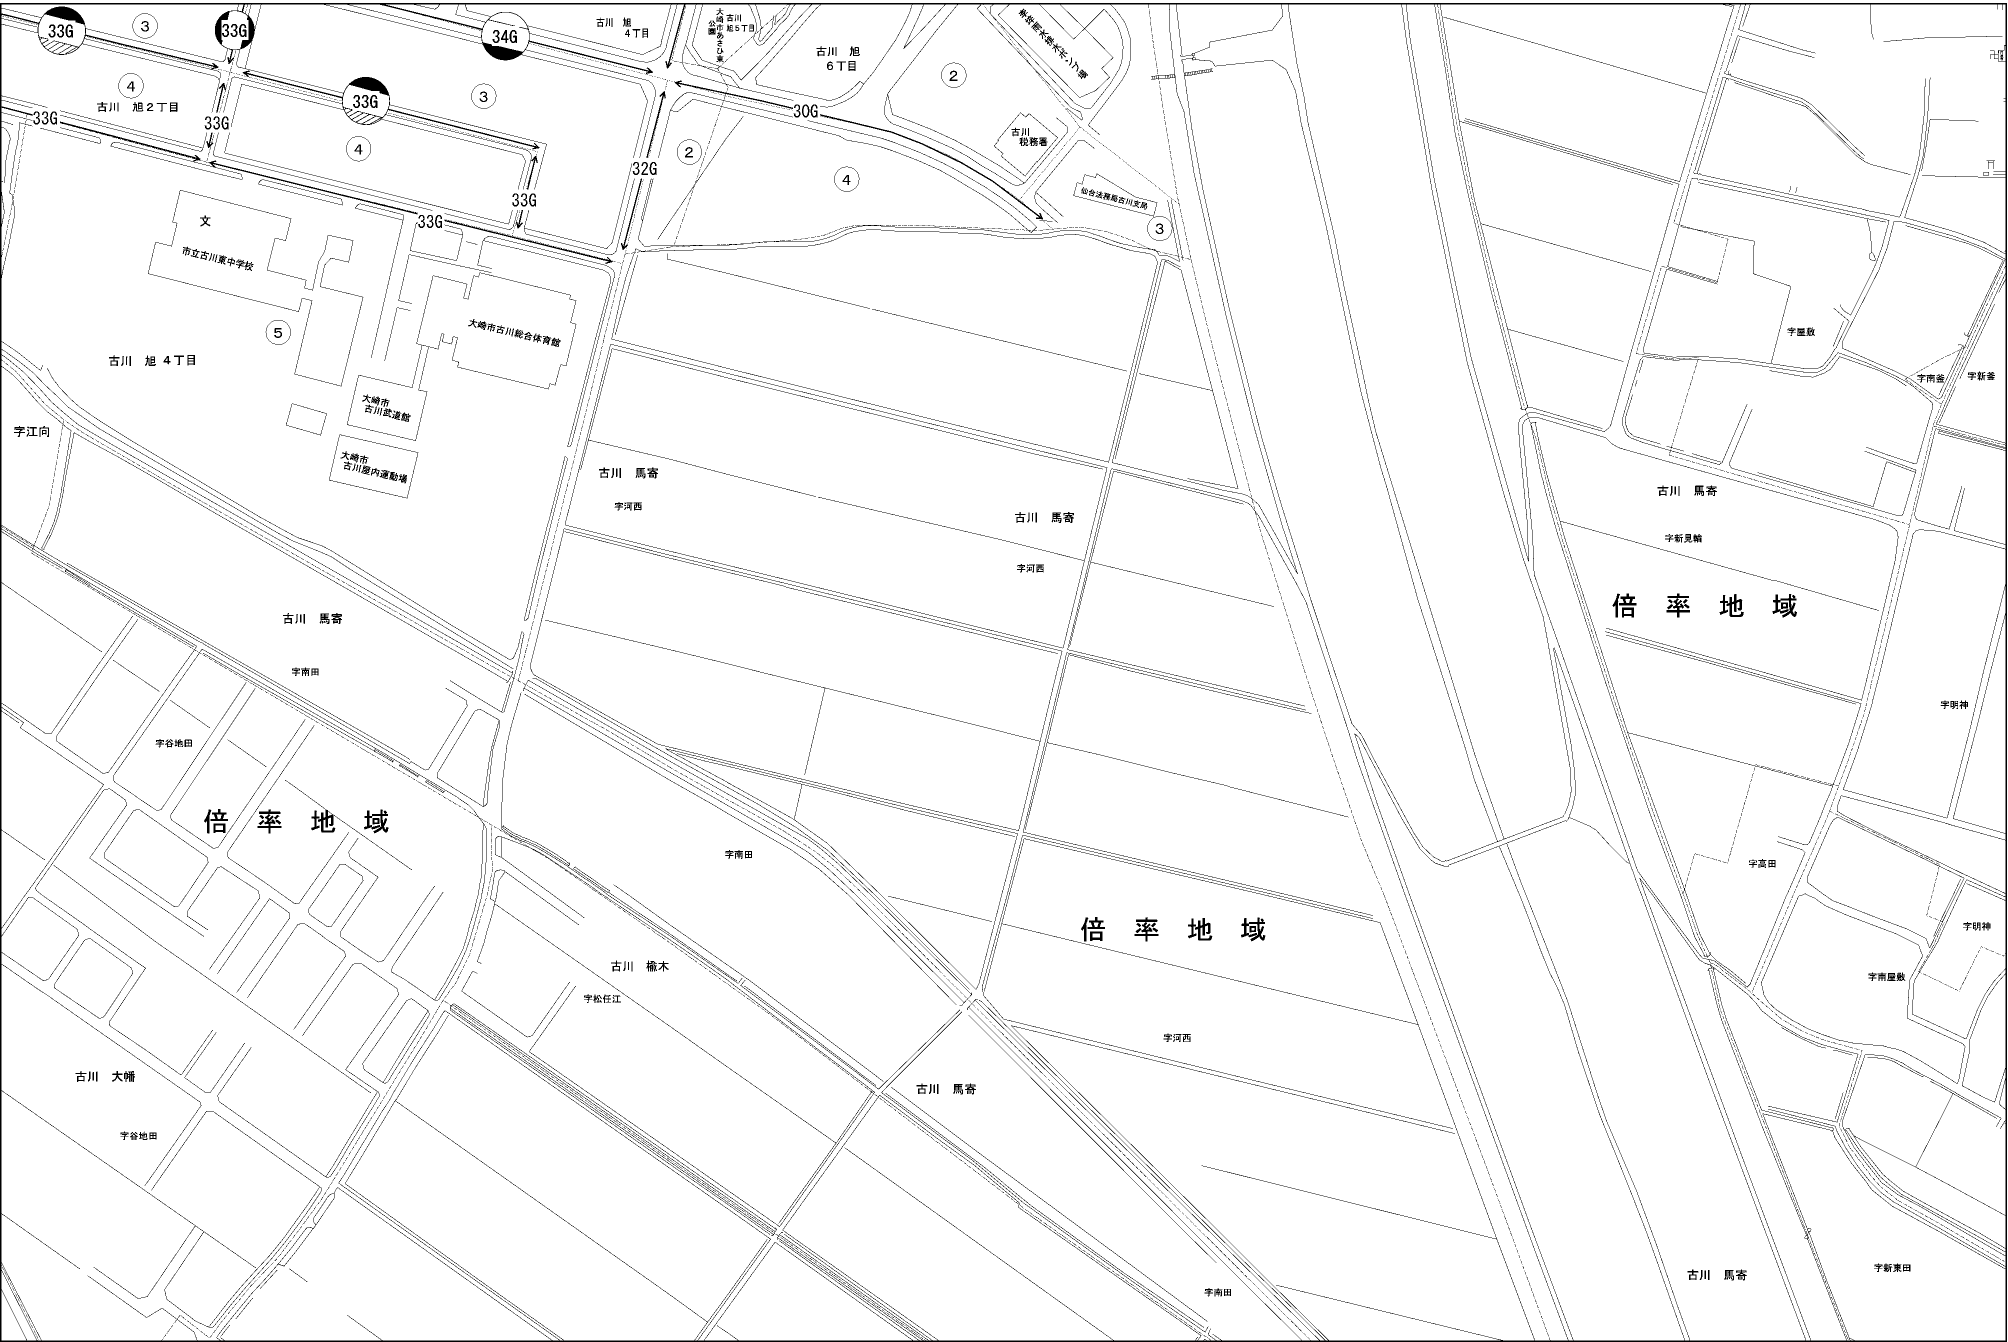 33G
③
33G
34G
古川 旭
4丁目
大崎市あさひ東
公園
古川
旭5丁目
古川 旭
6丁目
②
④
古川 旭2丁目
33G
33G
33G
③
④
30G
32G
②
④
古川
税務署
仙台法務局古川支局
③
33G
33G
文
市立古川東中学校
⑤
古川 旭 4丁目
大崎市古川総合体育館
大崎市
古川武道館
大崎市
古川屋内運動場
字江向
字屋敷
字南釜
字新釜
古川 馬寄
字河西
古川 馬寄
字河西
古川 馬寄
字新見輪
倍 率 地 域
古川 馬寄
字南田
字明神
字谷地田
倍 率 地 域
字南田
字高田
倍 率 地 域
字明神
古川 楡木
字松任江
字南屋敷
字河西
古川 大幡
古川 馬寄
字谷地田
古川 馬寄
字新東田
字南田